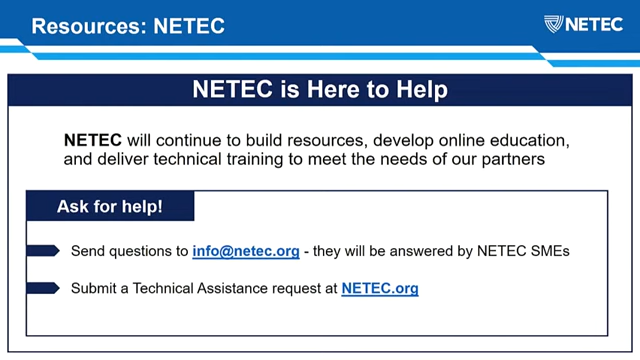 Resources: NETEC
NETEC
NETEC is Here to Help
NETEC will continue to build resources, develop online education,
and deliver technical training to meet the needs of our partners
Ask for help!
Send questions to info@netec.org - they will be answered by NETEC SMEs
Submit a Technical Assistance request at NETEC.org